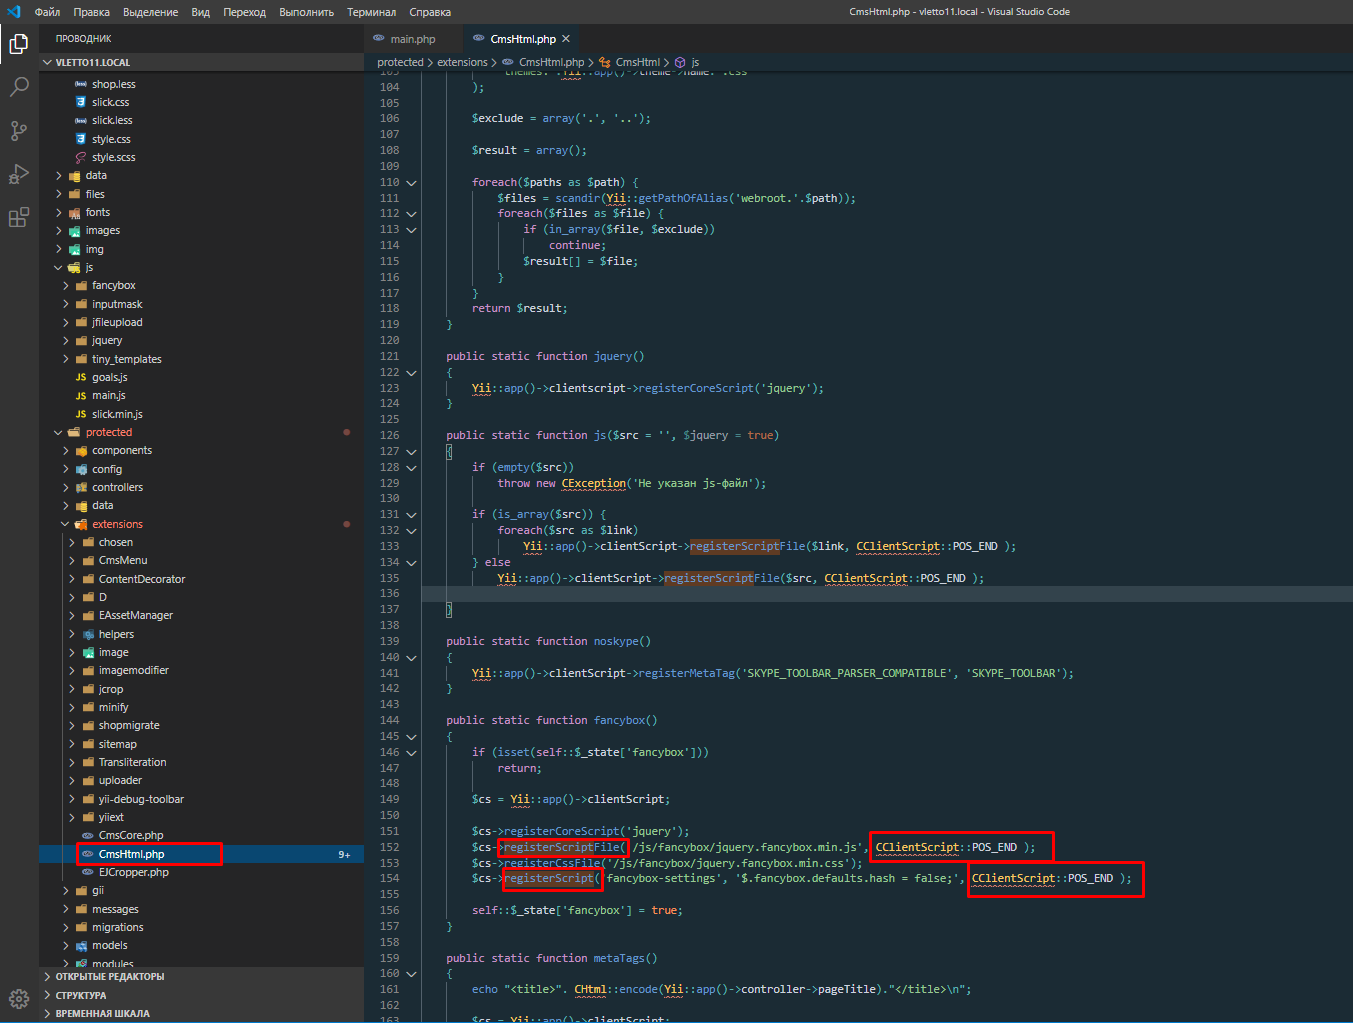 Файл Правка Выделение Вид Переход Выполнить Терминал Справка
CmsHtml.php - vletto11.local - Visual Studio Code
ПРОВОДНИК
VLETTO11.LOCAL
shop.less
slick.css
slick.less
style.css
style.scss
data
files
fonts
images
img
js
fancybox
inputmask
jfileupload
jquery
tiny_templates
JS goals.js
JS main.js
JS slick.min.js
protected
components
config
controllers
data
extensions
chosen
CmsMenu
ContentDecorator
D
EAssetManager
helpers
image
imagemodifier
jcrop
minify
shopmigrate
sitemap
Transliteration
uploader
yii-debug-toolbar
yiiext
CmsCore.php
CmsHtml.php 9+
EJCropper.php
gii
messages
migrations
models
modules
ОТКРЫТЫЕ РЕДАКТОРЫ
СТРУКТУРА
ВРЕМЕННАЯ ШКАЛА
main.php CmsHtml.php
protected > extensions > CmsHtml.php > CmsHtml > js
103 'themes.'.Yii::app()->theme->name.'.css'
104 );
105
106 $exclude = array('.', '..');
107
108 $result = array();
109
110 foreach($paths as $path) {
111 $files = scandir(Yii::getPathOfAlias('webroot.'.$path));
112 foreach($files as $file) {
113 if (in_array($file, $exclude))
114 continue;
115 $result[] = $file;
116 }
117 }
118 return $result;
119 }
120
121 public static function jquery()
122 {
123 Yii::app()->clientscript->registerCoreScript('jquery');
124 }
125
126 public static function js($src = '', $jquery = true)
127 {
128 if (empty($src))
129 throw new CException('Не указан js-файл');
130
131 if (is_array($src)) {
132 foreach($src as $link)
133 Yii::app()->clientScript->registerScriptFile($link, CClientScript::POS_END );
134 } else
135 Yii::app()->clientScript->registerScriptFile($src, CClientScript::POS_END );
136
137 }
138
139 public static function noskype()
140 {
141 Yii::app()->clientScript->registerMetaTag('SKYPE_TOOLBAR_PARSER_COMPATIBLE', 'SKYPE_TOOLBAR');
142 }
143
144 public static function fancybox()
145 {
146 if (isset(self::$_state['fancybox']))
147 return;
148
149 $cs = Yii::app()->clientScript;
150
151 $cs->registerCoreScript('jquery');
152 $cs->registerScriptFile('/js/fancybox/jquery.fancybox.min.js', CClientScript::POS_END );
153 $cs->registerCssFile('/js/fancybox/jquery.fancybox.min.css');
154 $cs->registerScript('fancybox-settings', '$.fancybox.defaults.hash = false;', CClientScript::POS_END );
155
156 self::$_state['fancybox'] = true;
157 }
158
159 public static function metaTags()
160 {
161 echo "<title>". CHtml::encode(Yii::app()->controller->pageTitle)."</title>\n";
162
163 $cs = Yii::app()->clientScript;